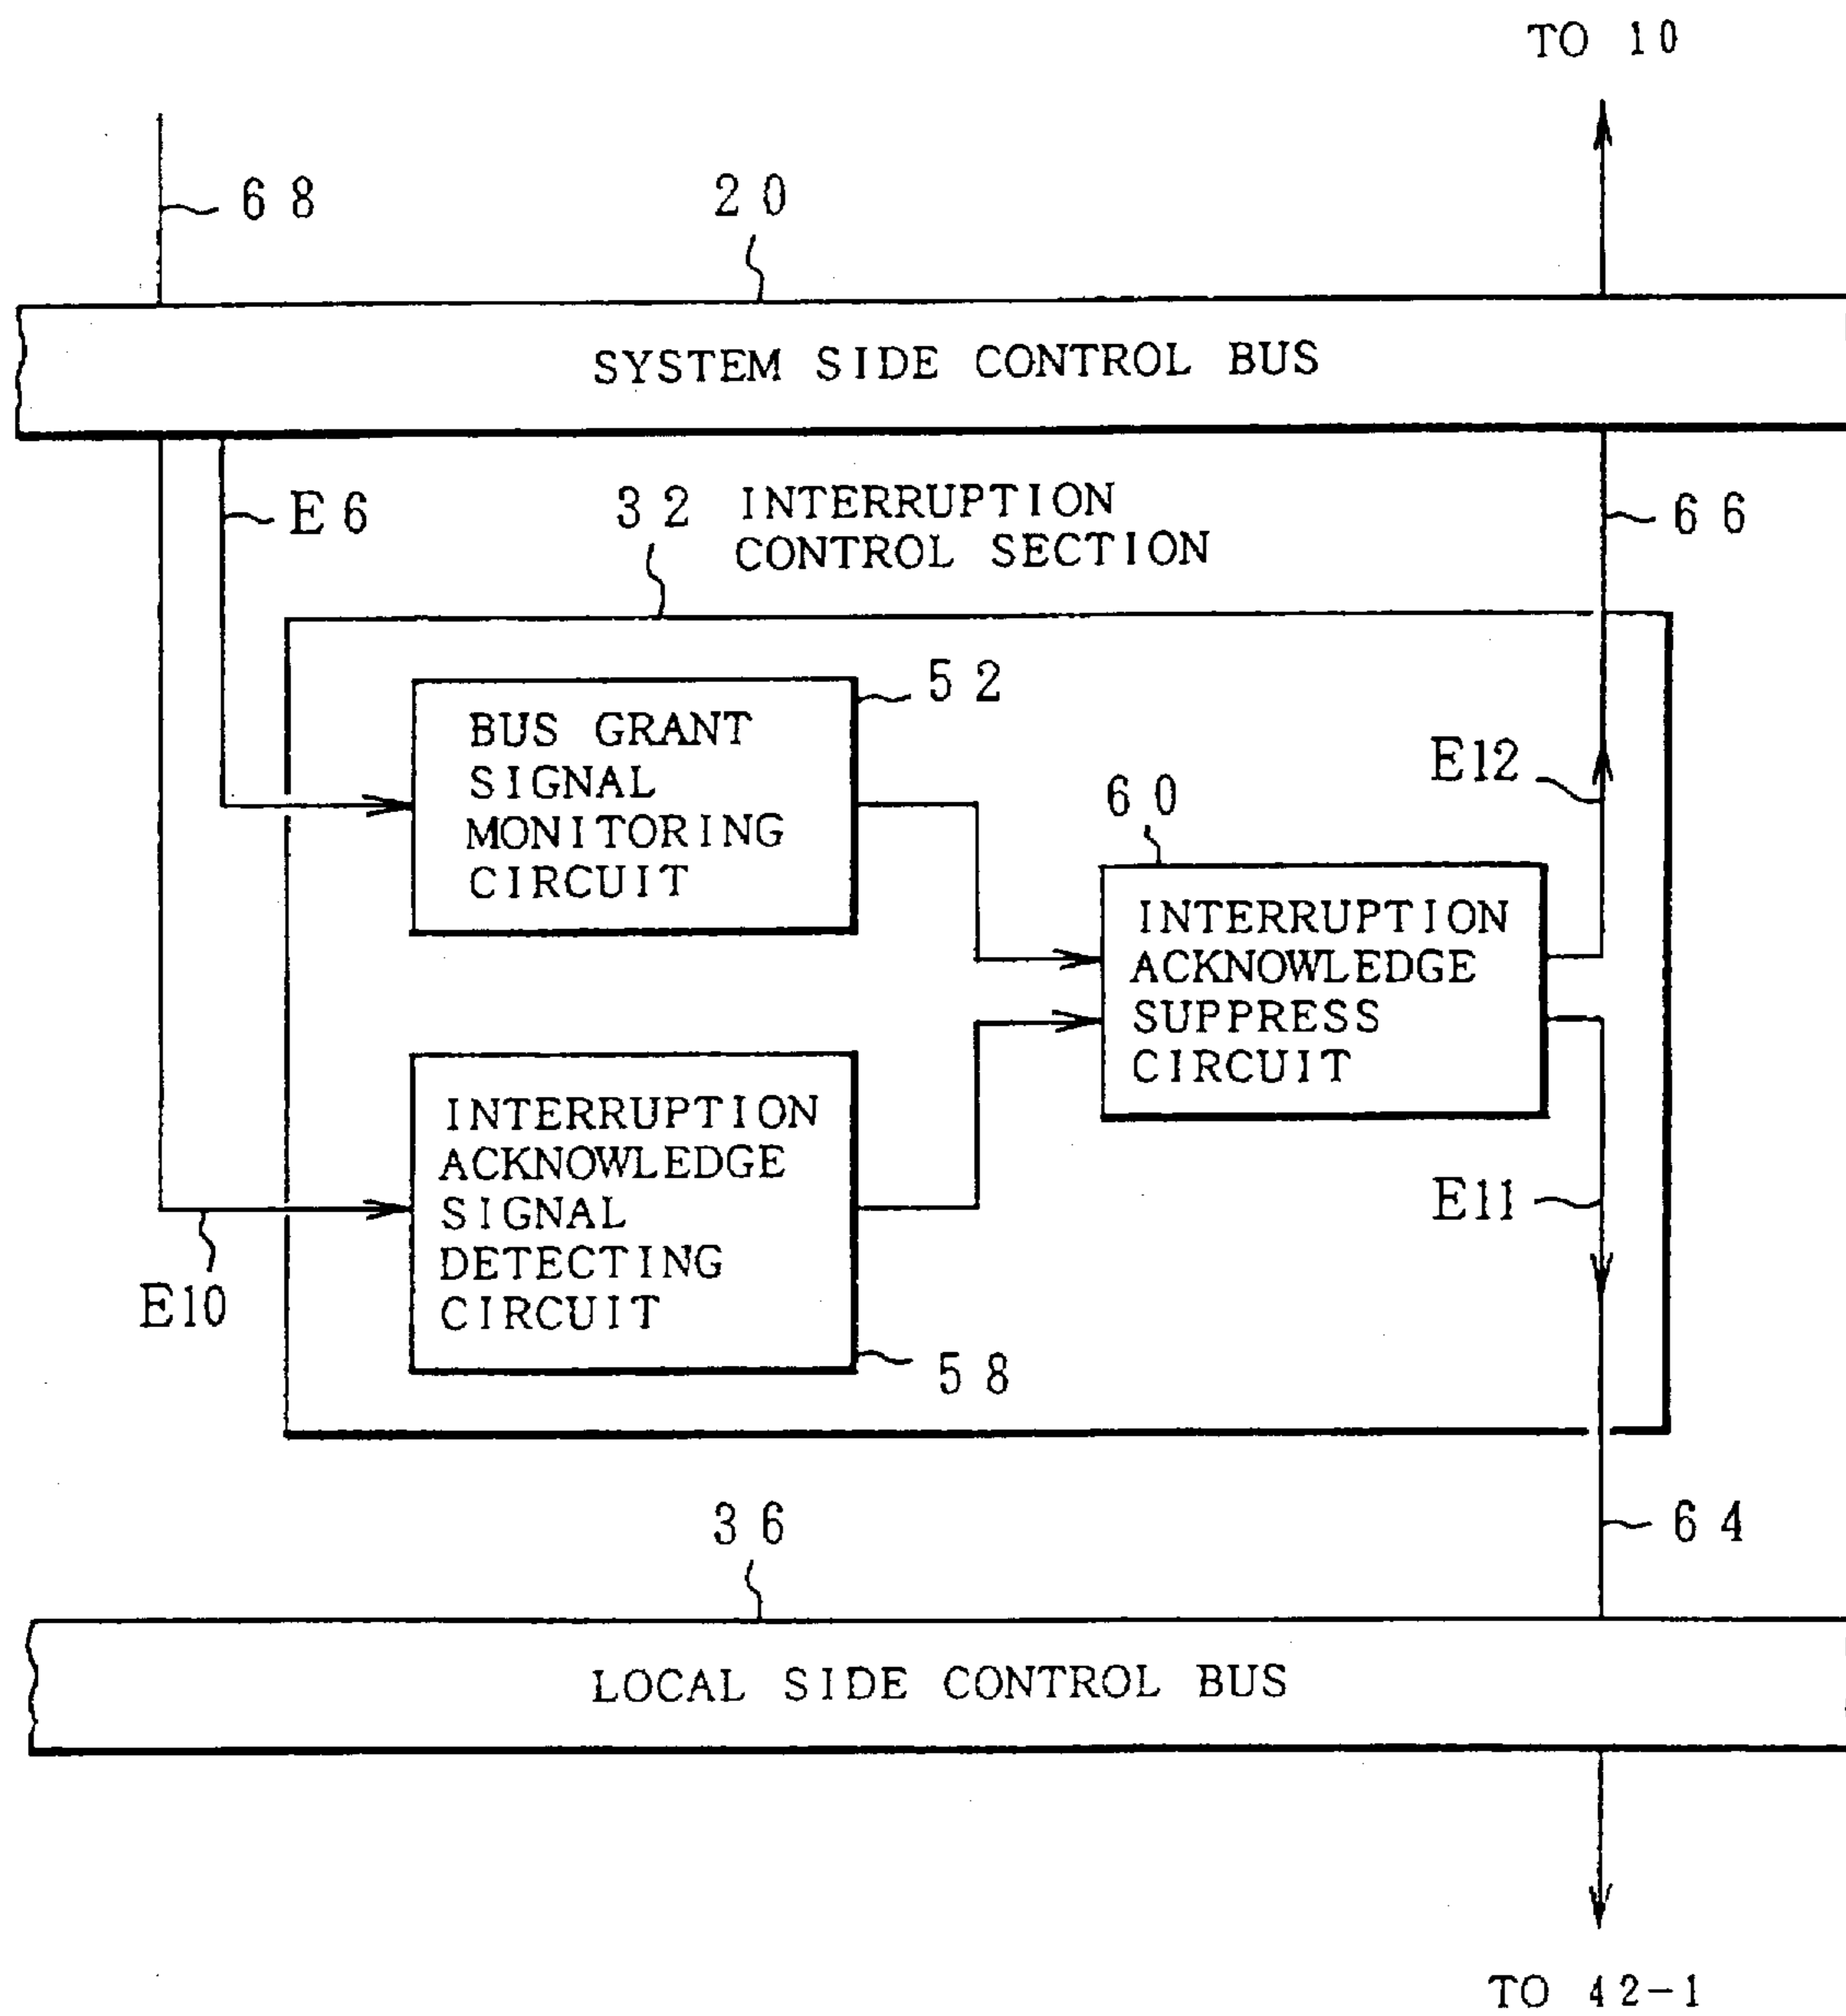 TO 10
68
20
SYSTEM SIDE CONTROL BUS
E6
32 INTERRUPTION
CONTROL SECTION
66
52
BUS GRANT
SIGNAL
MONITORING
CIRCUIT
E12
60
INTERRUPTION
ACKNOWLEDGE
SUPPRESS
CIRCUIT
INTERRUPTION
ACKNOWLEDGE
SIGNAL
DETECTING
CIRCUIT
E11
E10
58
36
64
LOCAL SIDE CONTROL BUS
TO 42-1